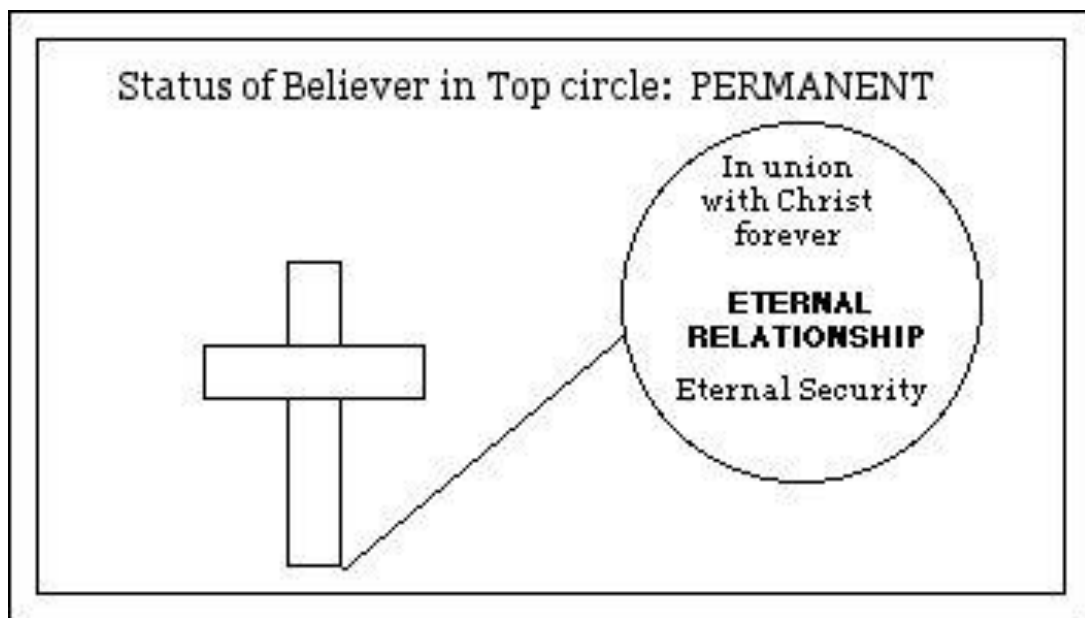 Status of Believer in Top circle: PERMANENT
In union
with Christ
forever
ETERNAL
RELATIONSHIP
Eternal Security